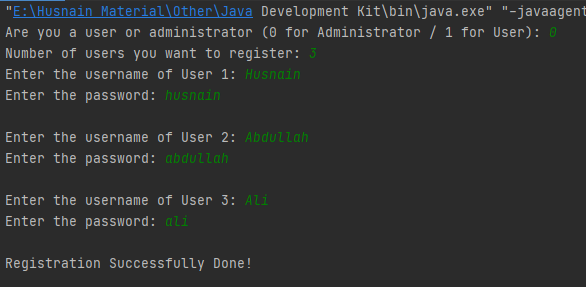 "E:\Husnain Material\Other\Java Development Kit\bin\java.exe" "-javaagent
Are you a user or administrator (0 for Administrator / 1 for User): 0
Number of users you want to register: 3
Enter the username of User 1: Husnain
Enter the password: husnain
Enter the username of User 2: Abdullah
Enter the password: abdullah
Enter the username of User 3: Ali
Enter the password: ali
Registration Successfully Done!